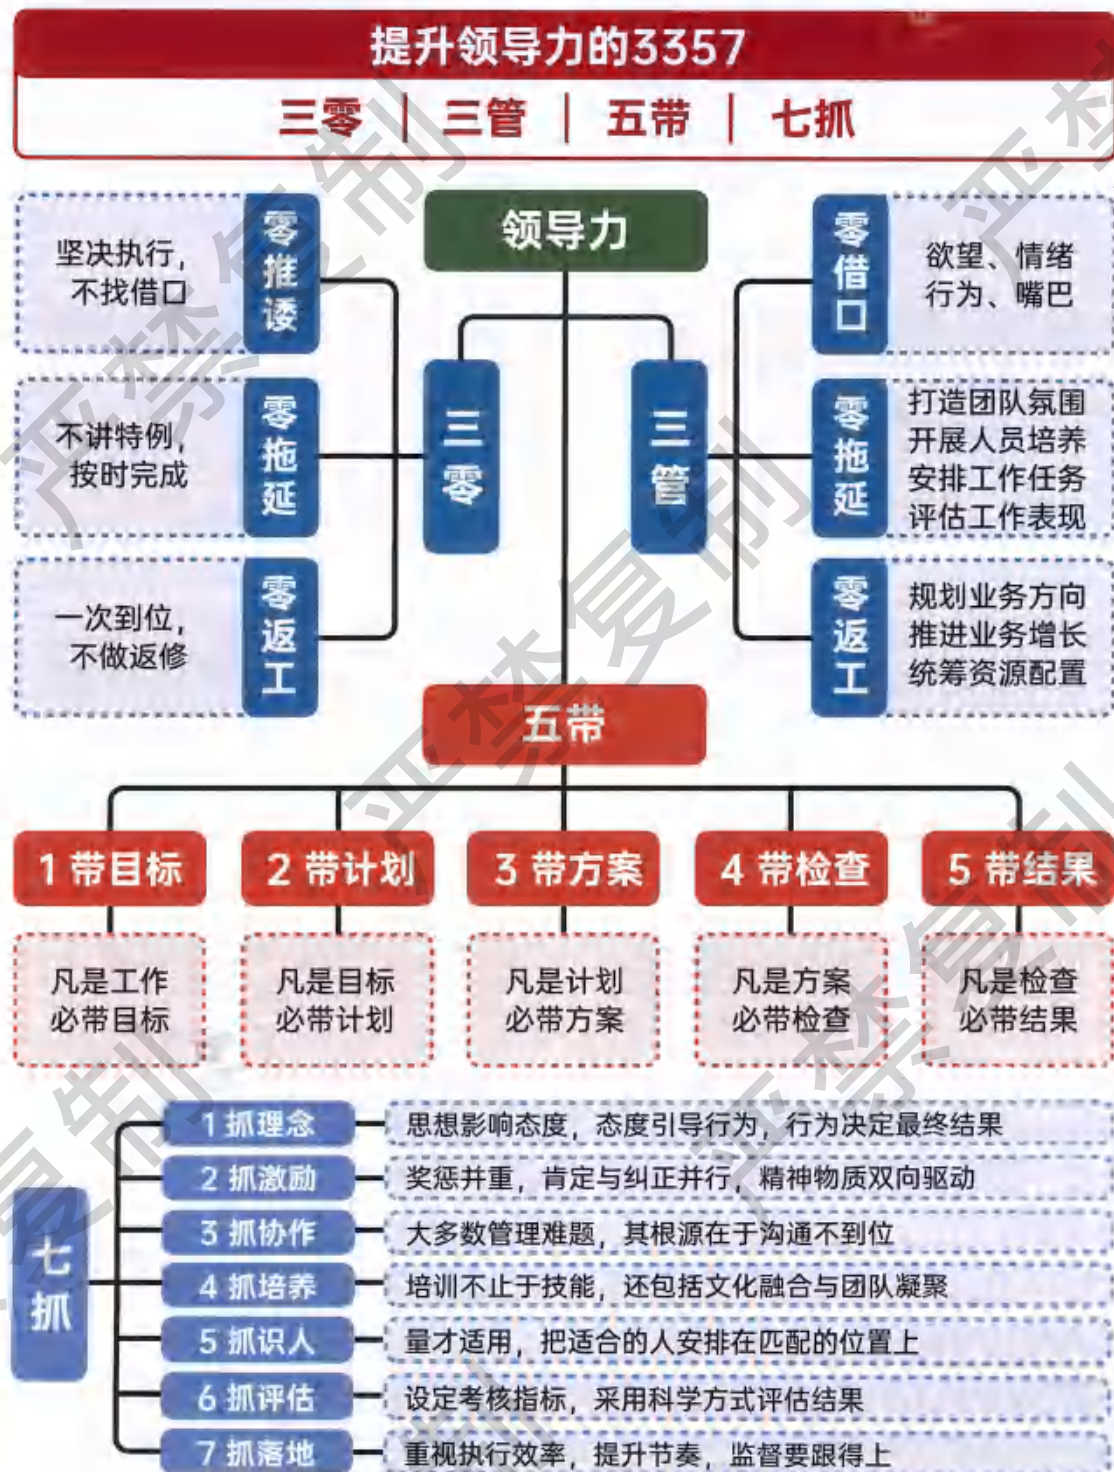 提升领导力的3357
三零 | 三管 | 五带 | 七抓
领导力
三零
零推诿
坚决执行，
不找借口
零拖延
不讲特例，
按时完成
零返工
一次到位，
不做返修
三管
零借口
欲望、情绪
行为、嘴巴
零拖延
打造团队氛围
开展人员培养
安排工作任务
评估工作表现
零返工
规划业务方向
推进业务增长
统筹资源配置
五带
1 带目标
凡是工作
必带目标
2 带计划
凡是目标
必带计划
3 带方案
凡是计划
必带方案
4 带检查
凡是方案
必带检查
5 带结果
凡是检查
必带结果
七抓
1 抓理念
思想影响态度，态度引导行为，行为决定最终结果
2 抓激励
奖惩并重，肯定与纠正并行，精神物质双向驱动
3 抓协作
大多数管理难题，其根源在于沟通不到位
4 抓培养
培训不止于技能，还包括文化融合与团队凝聚
5 抓识人
量才适用，把适合的人安排在匹配的位置上
6 抓评估
设定考核指标，采用科学方式评估结果
7 抓落地
重视执行效率，提升节奏，监督要跟得上
严禁复制
严禁复制
严禁复制
严禁复制